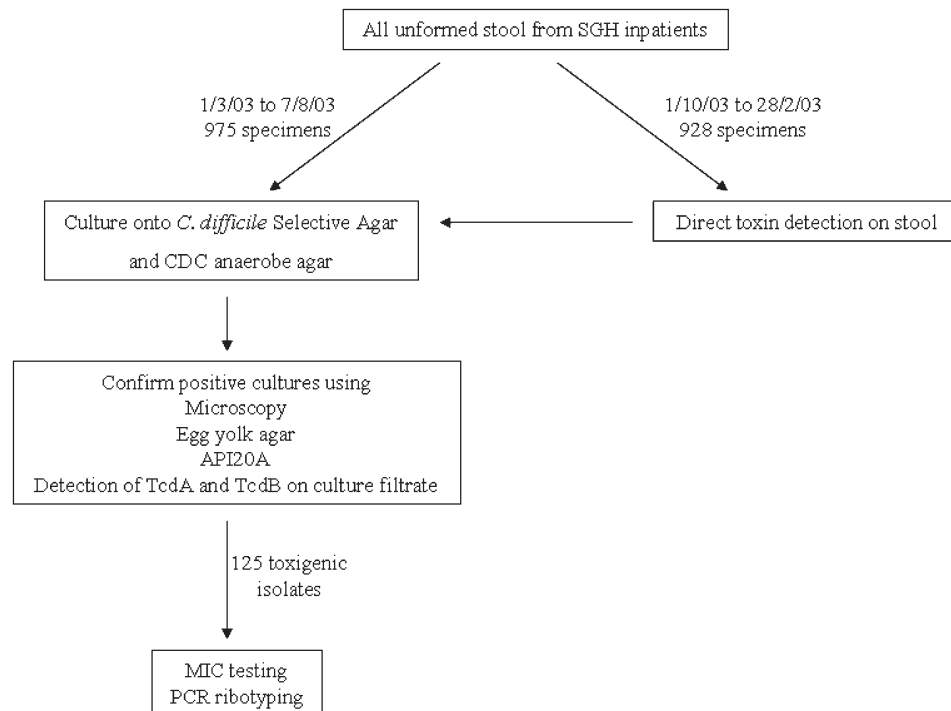 All unformed stool from SGH inpatients
1/3/03 to 7/8/03
975 specimens
1/10/03 to 28/2/03
928 specimens
Culture onto C. difficile Selective Agar
and CDC anaerobe agar
Direct toxin detection on stool
Confirm positive cultures using
Microscopy
Egg yolk agar
API20A
Detection of TcdA and TcdB on culture filtrate
125 toxigenic
isolates
MIC testing
PCR ribotyping